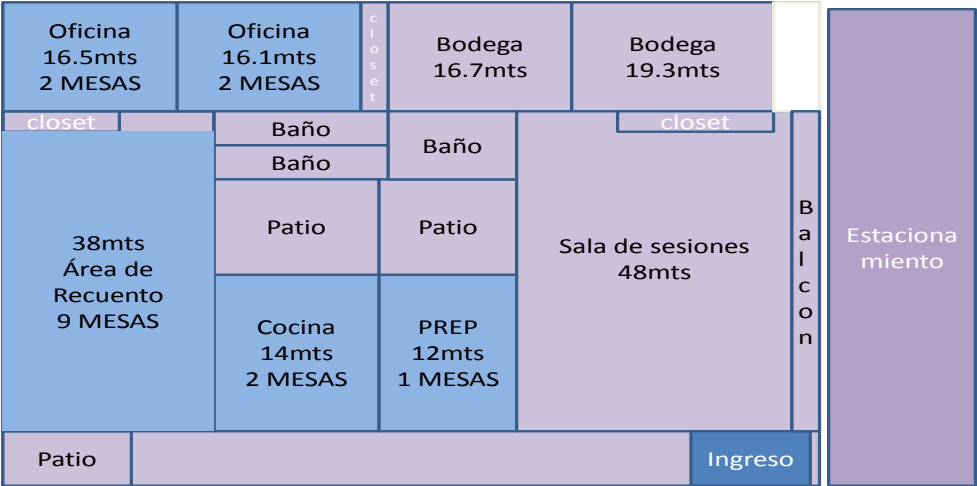 Oficina
16.5mts
2 MESAS
Oficina
16.1mts
2 MESAS
closet
Bodega
16.7mts
Bodega
19.3mts
closet
Baño
Baño
Baño
closet
38mts
Área de
Recuento
9 MESAS
Patio
Patio
Sala de sesiones
48mts
Balcon
Estaciona
miento
Cocina
14mts
2 MESAS
PREP
12mts
1 MESAS
Patio
Ingreso